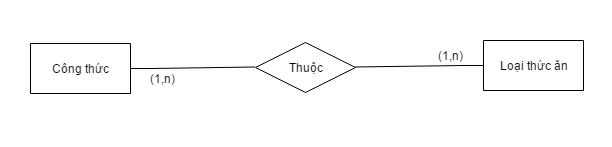 Công thức
(1,n)
Thuộc
(1,n)
Loại thức ăn